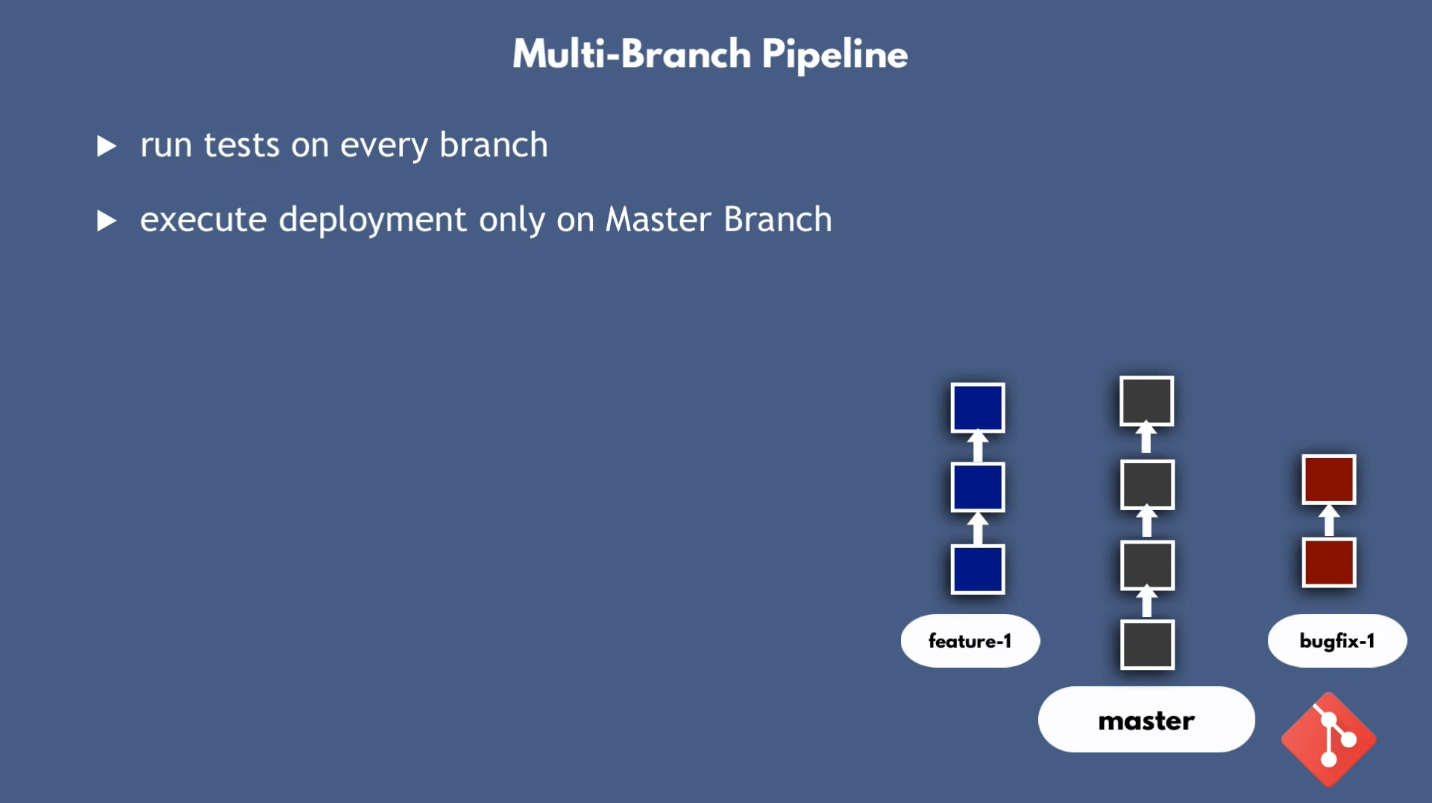 Multi-Branch Pipeline
run tests on every branch
execute deployment only on Master Branch
feature-1
bugfix-1
master